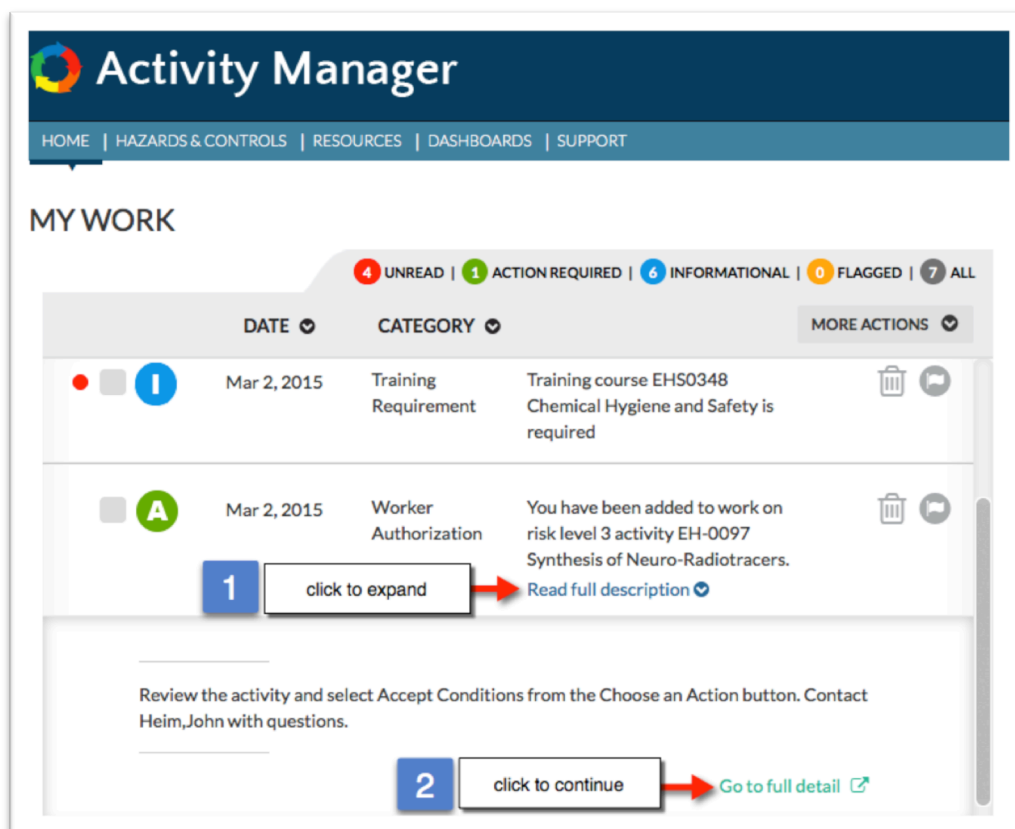 Activity Manager
HOME | HAZARDS & CONTROLS | RESOURCES | DASHBOARDS | SUPPORT
MY WORK
4 UNREAD | 1 ACTION REQUIRED | 6 INFORMATIONAL | 0 FLAGGED | 7 ALL
DATE CATEGORY MORE ACTIONS
I Mar 2, 2015 Training Training course EHS0348
Requirement Chemical Hygiene and Safety is
required
A Mar 2, 2015 Worker You have been added to work on
Authorization risk level 3 activity EH-0097
Synthesis of Neuro-Radiotracers.
1 click to expand Read full description
Review the activity and select Accept Conditions from the Choose an Action button. Contact
Heim,John with questions.
2 click to continue Go to full detail